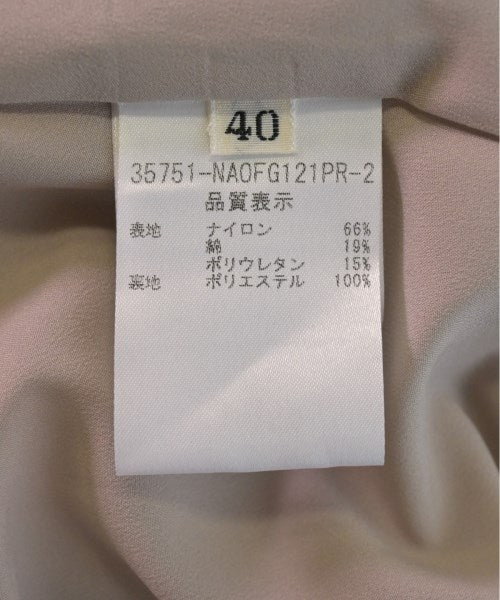 40
35751-NAOFG121PR-2
品質表示
表地 ナイロン 66%
綿 19%
ポリウレタン 15%
裏地 ポリエステル 100%